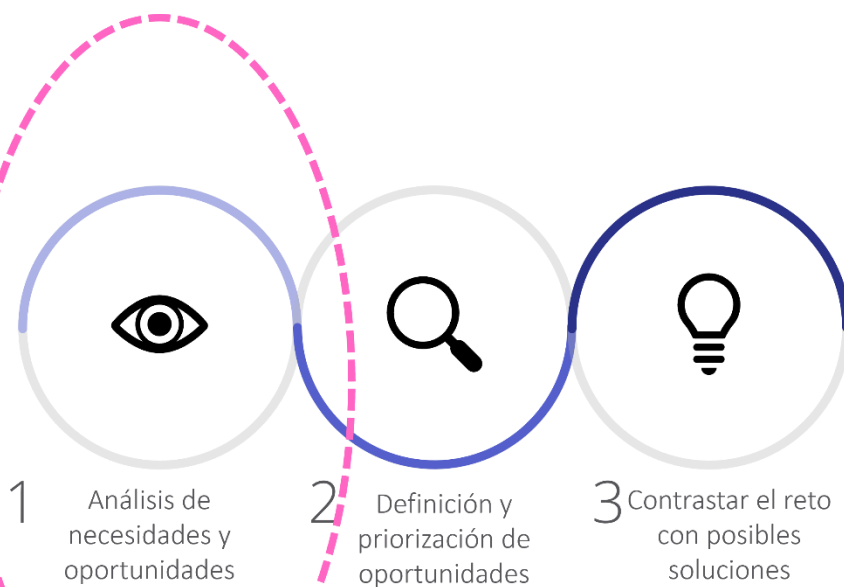 1 Análisis de
necesidades y
oportunidades
2 Definición y
priorización de
oportunidades
3 Contrastar el reto
con posibles
soluciones